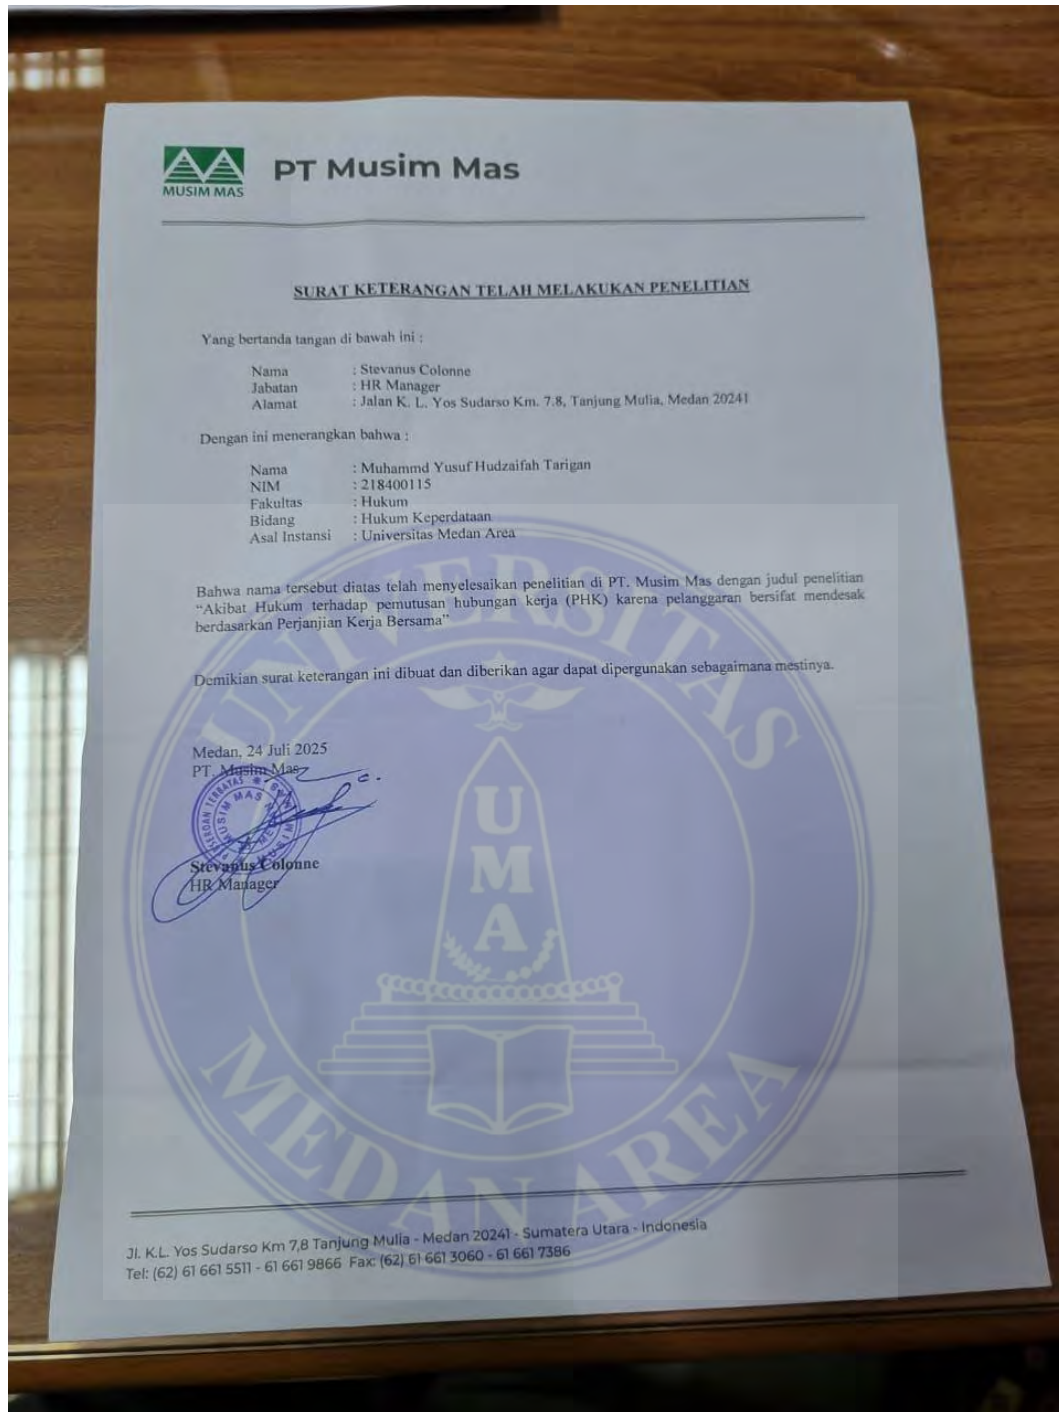 MUSIM MAS
PT Musim Mas
SURAT KETERANGAN TELAH MELAKUKAN PENELITIAN
Yang bertanda tangan di bawah ini :
Nama : Stevanus Colonne
Jabatan : HR Manager
Alamat : Jalan K. L. Yos Sudarso Km. 7.8, Tanjung Mulia, Medan 20241
Dengan ini menerangkan bahwa :
Nama : Muhammd Yusuf Hudzaifah Tarigan
NIM : 218400115
Fakultas : Hukum
Bidang : Hukum Keperdataan
Asal Instansi : Universitas Medan Area
Bahwa nama tersebut diatas telah menyelesaikan penelitian di PT. Musim Mas dengan judul penelitian
“Akibat Hukum terhadap pemutusan hubungan kerja (PHK) karena pelanggaran bersifat mendesak
berdasarkan Perjanjian Kerja Bersama”
Demikian surat keterangan ini dibuat dan diberikan agar dapat dipergunakan sebagaimana mestinya.
Medan, 24 Juli 2025
PT. Musim Mas
PERSEROAN TERBATAS
MUSIM MAS
Stevanus Colonne
HR Manager
UNIVERSITAS
UMA
MEDAN AREA
Jl. K.L. Yos Sudarso Km 7,8 Tanjung Mulia - Medan 20241 - Sumatera Utara - Indonesia
Tel: (62) 61 661 5511 - 61 661 9866 Fax: (62) 61 661 3060 - 61 661 7386